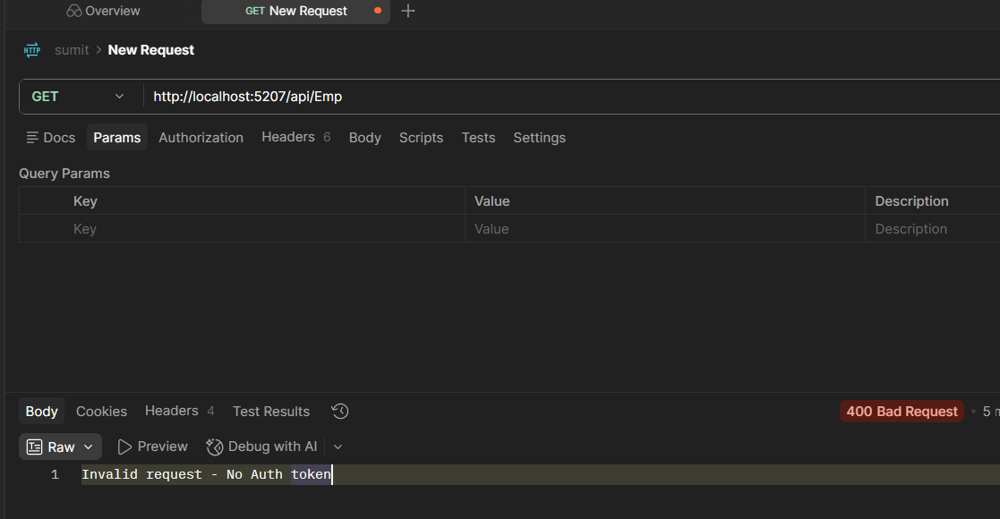 Overview GET New Request
HTTP sumit > New Request
GET http://localhost:5207/api/Emp
Docs Params Authorization Headers 6 Body Scripts Tests Settings
Query Params
Key Value Description
Key Value Description
Body Cookies Headers 4 Test Results 400 Bad Request • 5 m
Raw Preview Debug with AI
1 Invalid request - No Auth token